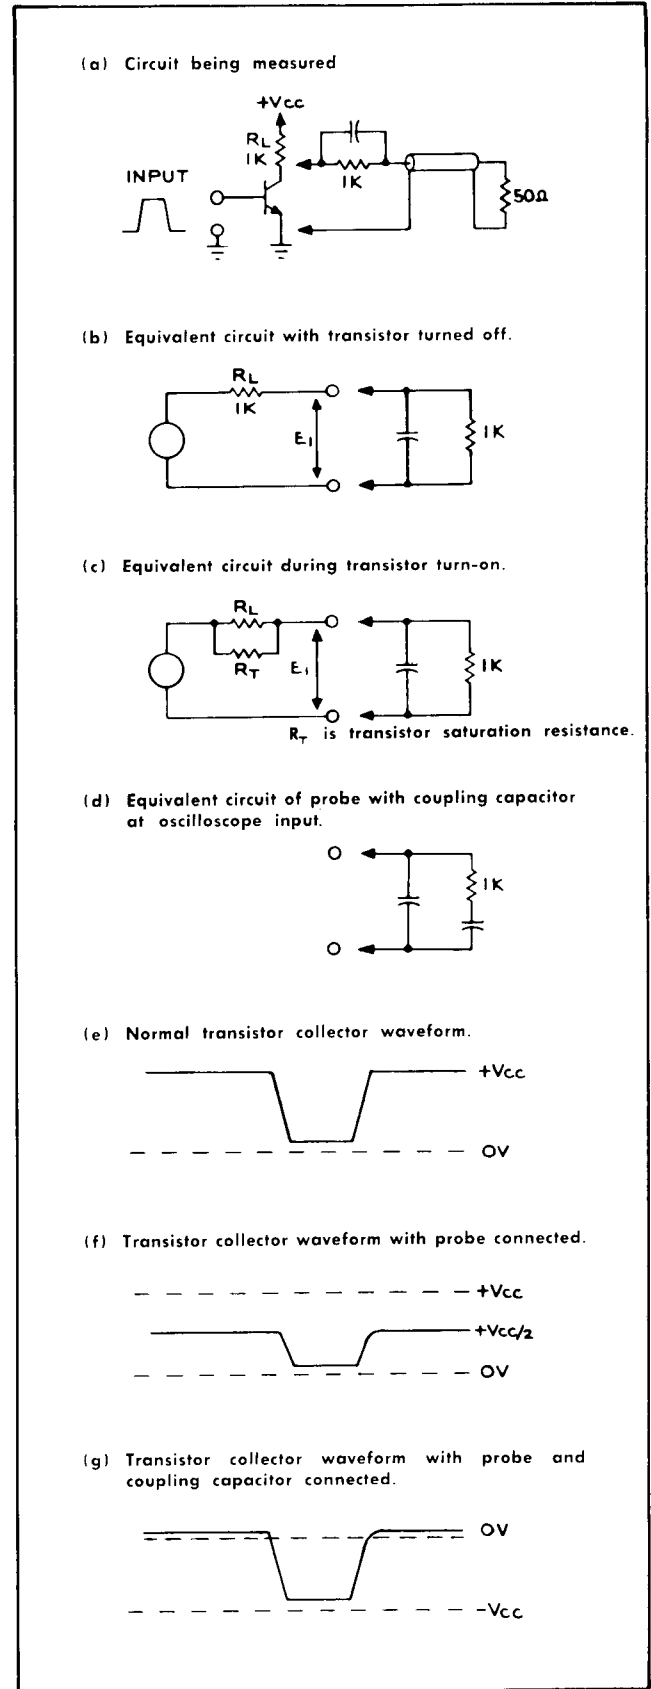 (a) Circuit being measured
+Vcc
RL
1K
INPUT
1K
50Ω
(b) Equivalent circuit with transistor turned off.
RL
1K
E1
1K
(c) Equivalent circuit during transistor turn-on.
RL
RT
E1
1K
RT is transistor saturation resistance.
(d) Equivalent circuit of probe with coupling capacitor
at oscilloscope input.
1K
(e) Normal transistor collector waveform.
+Vcc
0V
(f) Transistor collector waveform with probe connected.
+Vcc
+Vcc/2
0V
(g) Transistor collector waveform with probe and
coupling capacitor connected.
0V
-Vcc